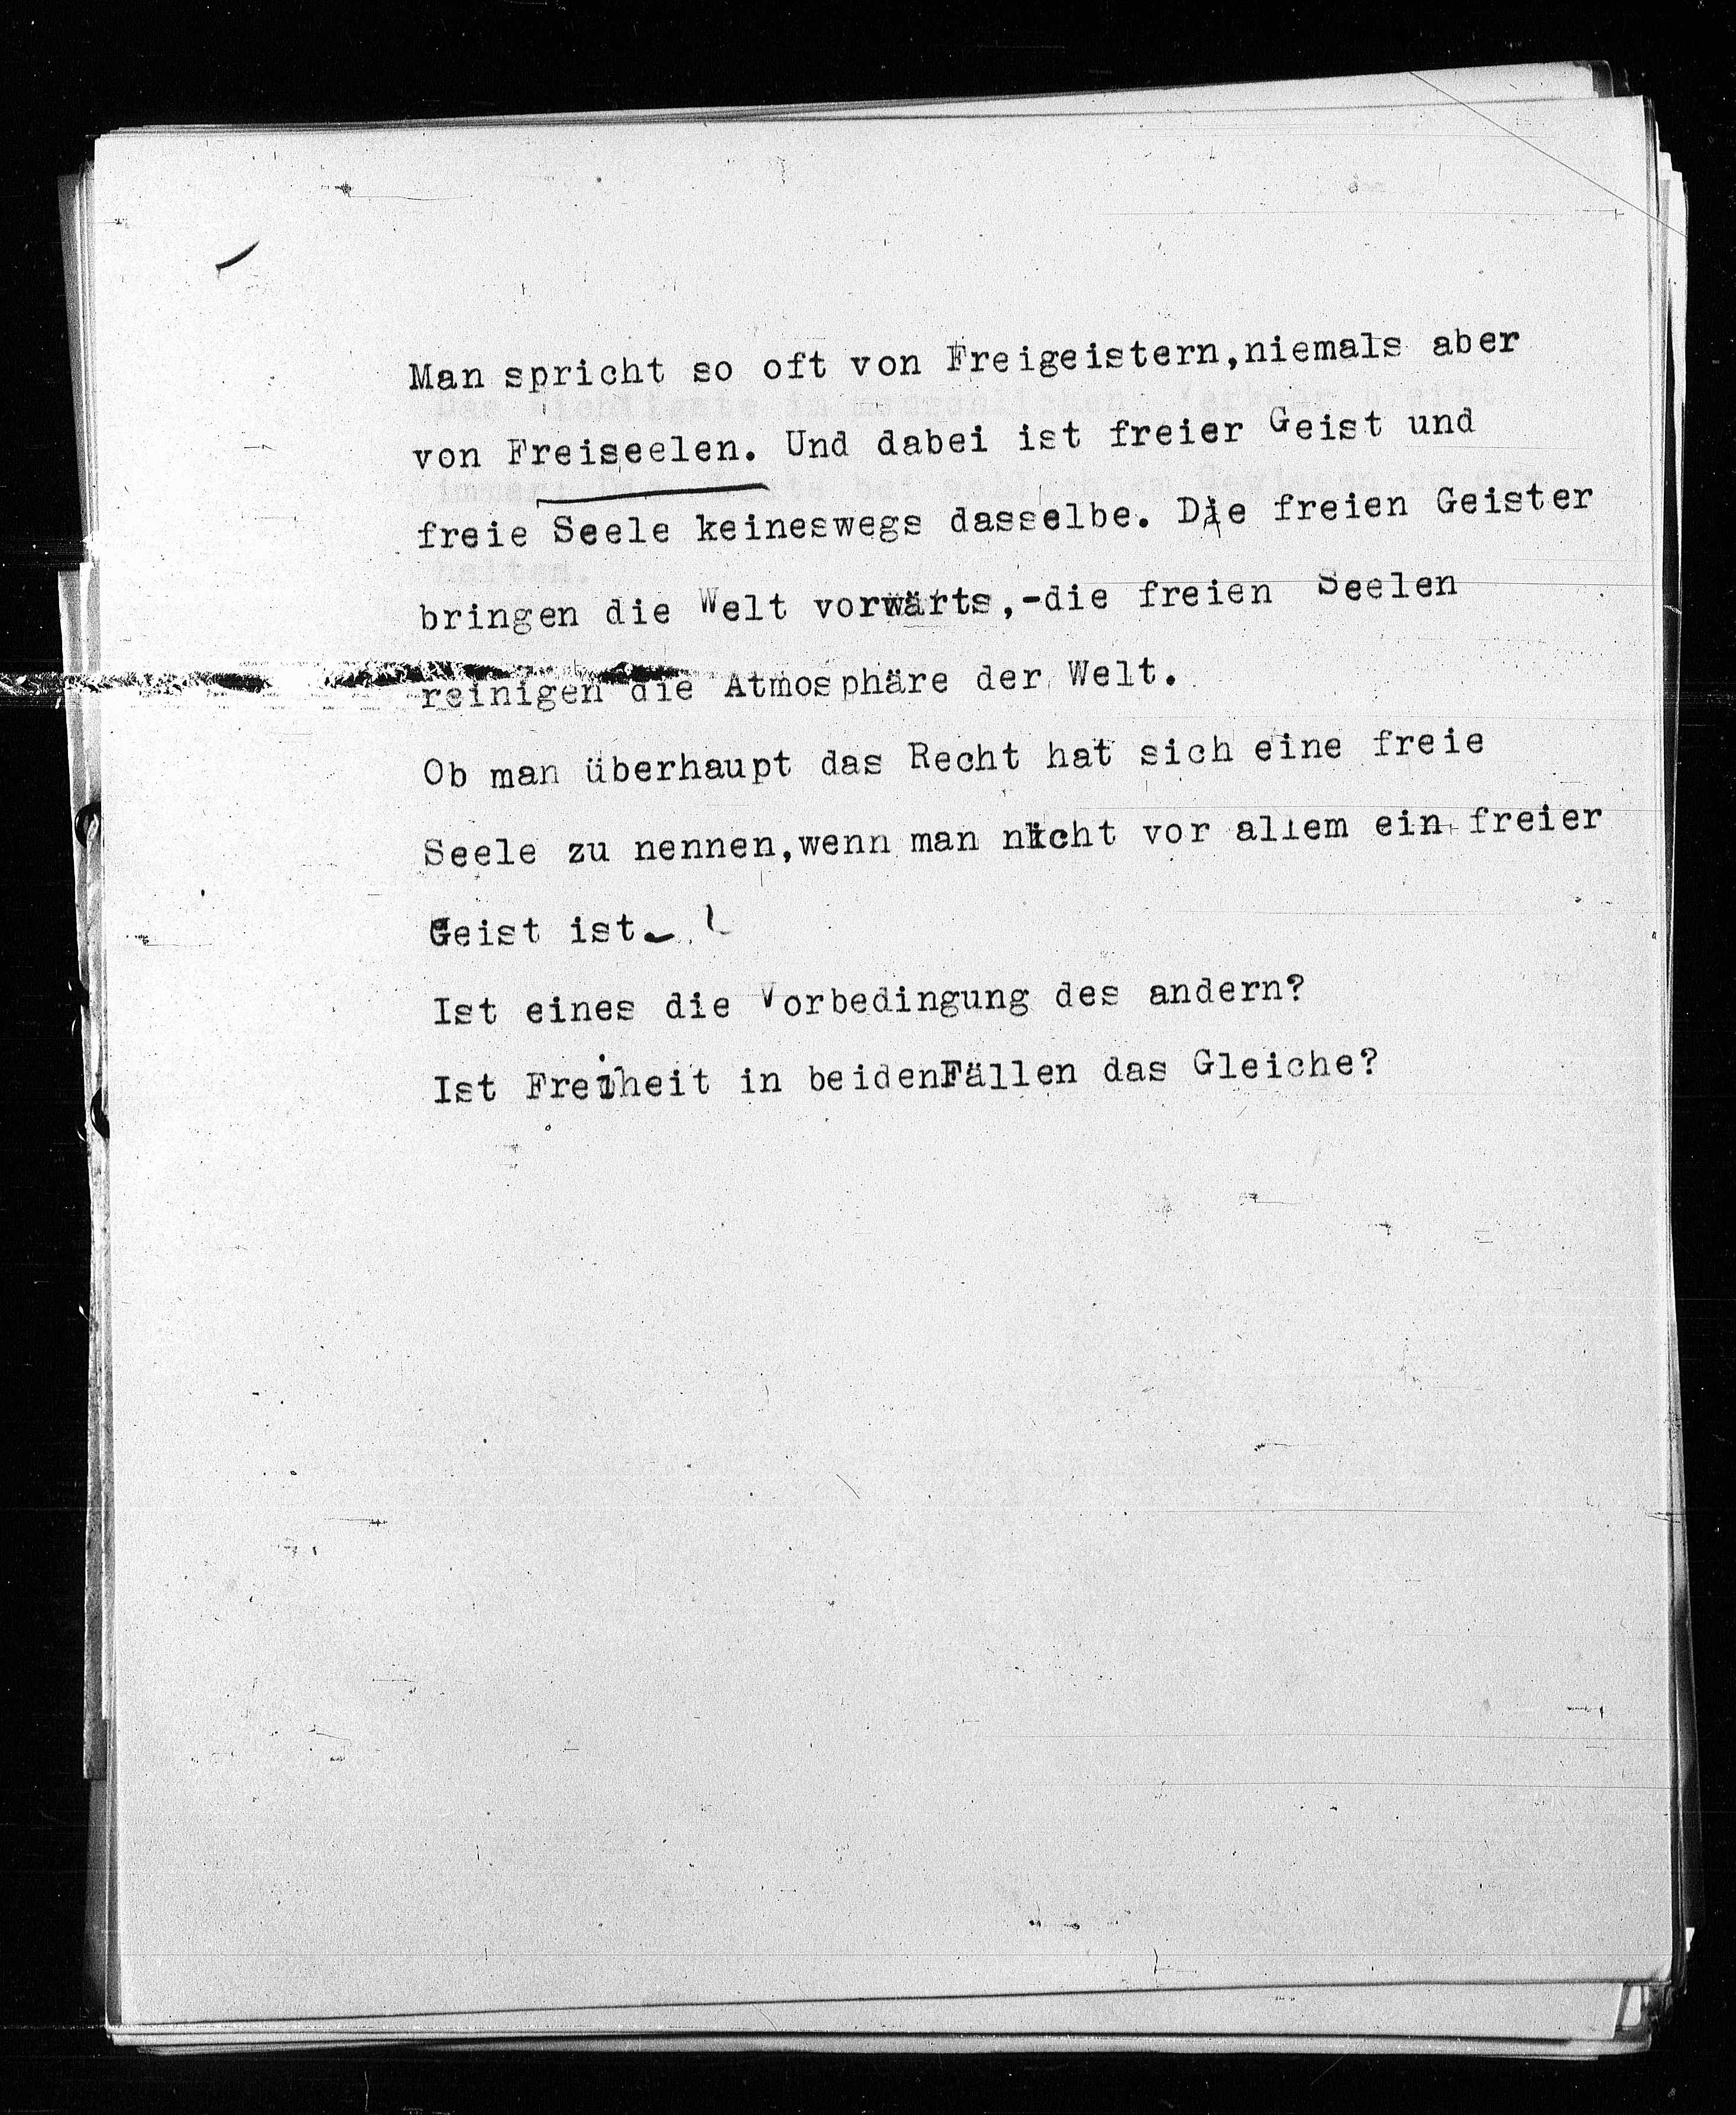 Man spricht so oft von Freigeistern,niemals aber
von Freiseelen. Und dabei ist freier Geist und
freie Seele keineswegs dasselbe. Die freien Geister
bringen die Welt vorwärts,-die freien Seelen
reinigen die Atmosphäre der Welt.
Ob man überhaupt das Recht hat sich eine freie
Seele zu nennen,wenn man nicht vor allem ein freier
Geist ist
Ist eines die Vorbedingung des andern?
Ist Freiheit in beidenFällen das Gleiche?